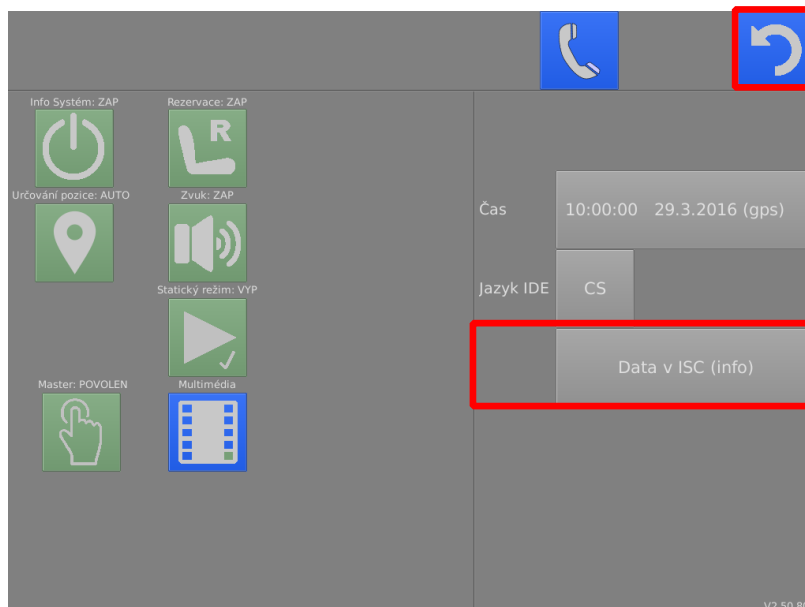 Info Systém: ZAP
Rezervace: ZAP
R
Určování pozice: AUTO
Zvuk: ZAP
Čas
10:00:00 29.3.2016 (gps)
Statický režim: VYP
Jazyk IDE
CS
Data v ISC (info)
Master: POVOLEN
Multimédia